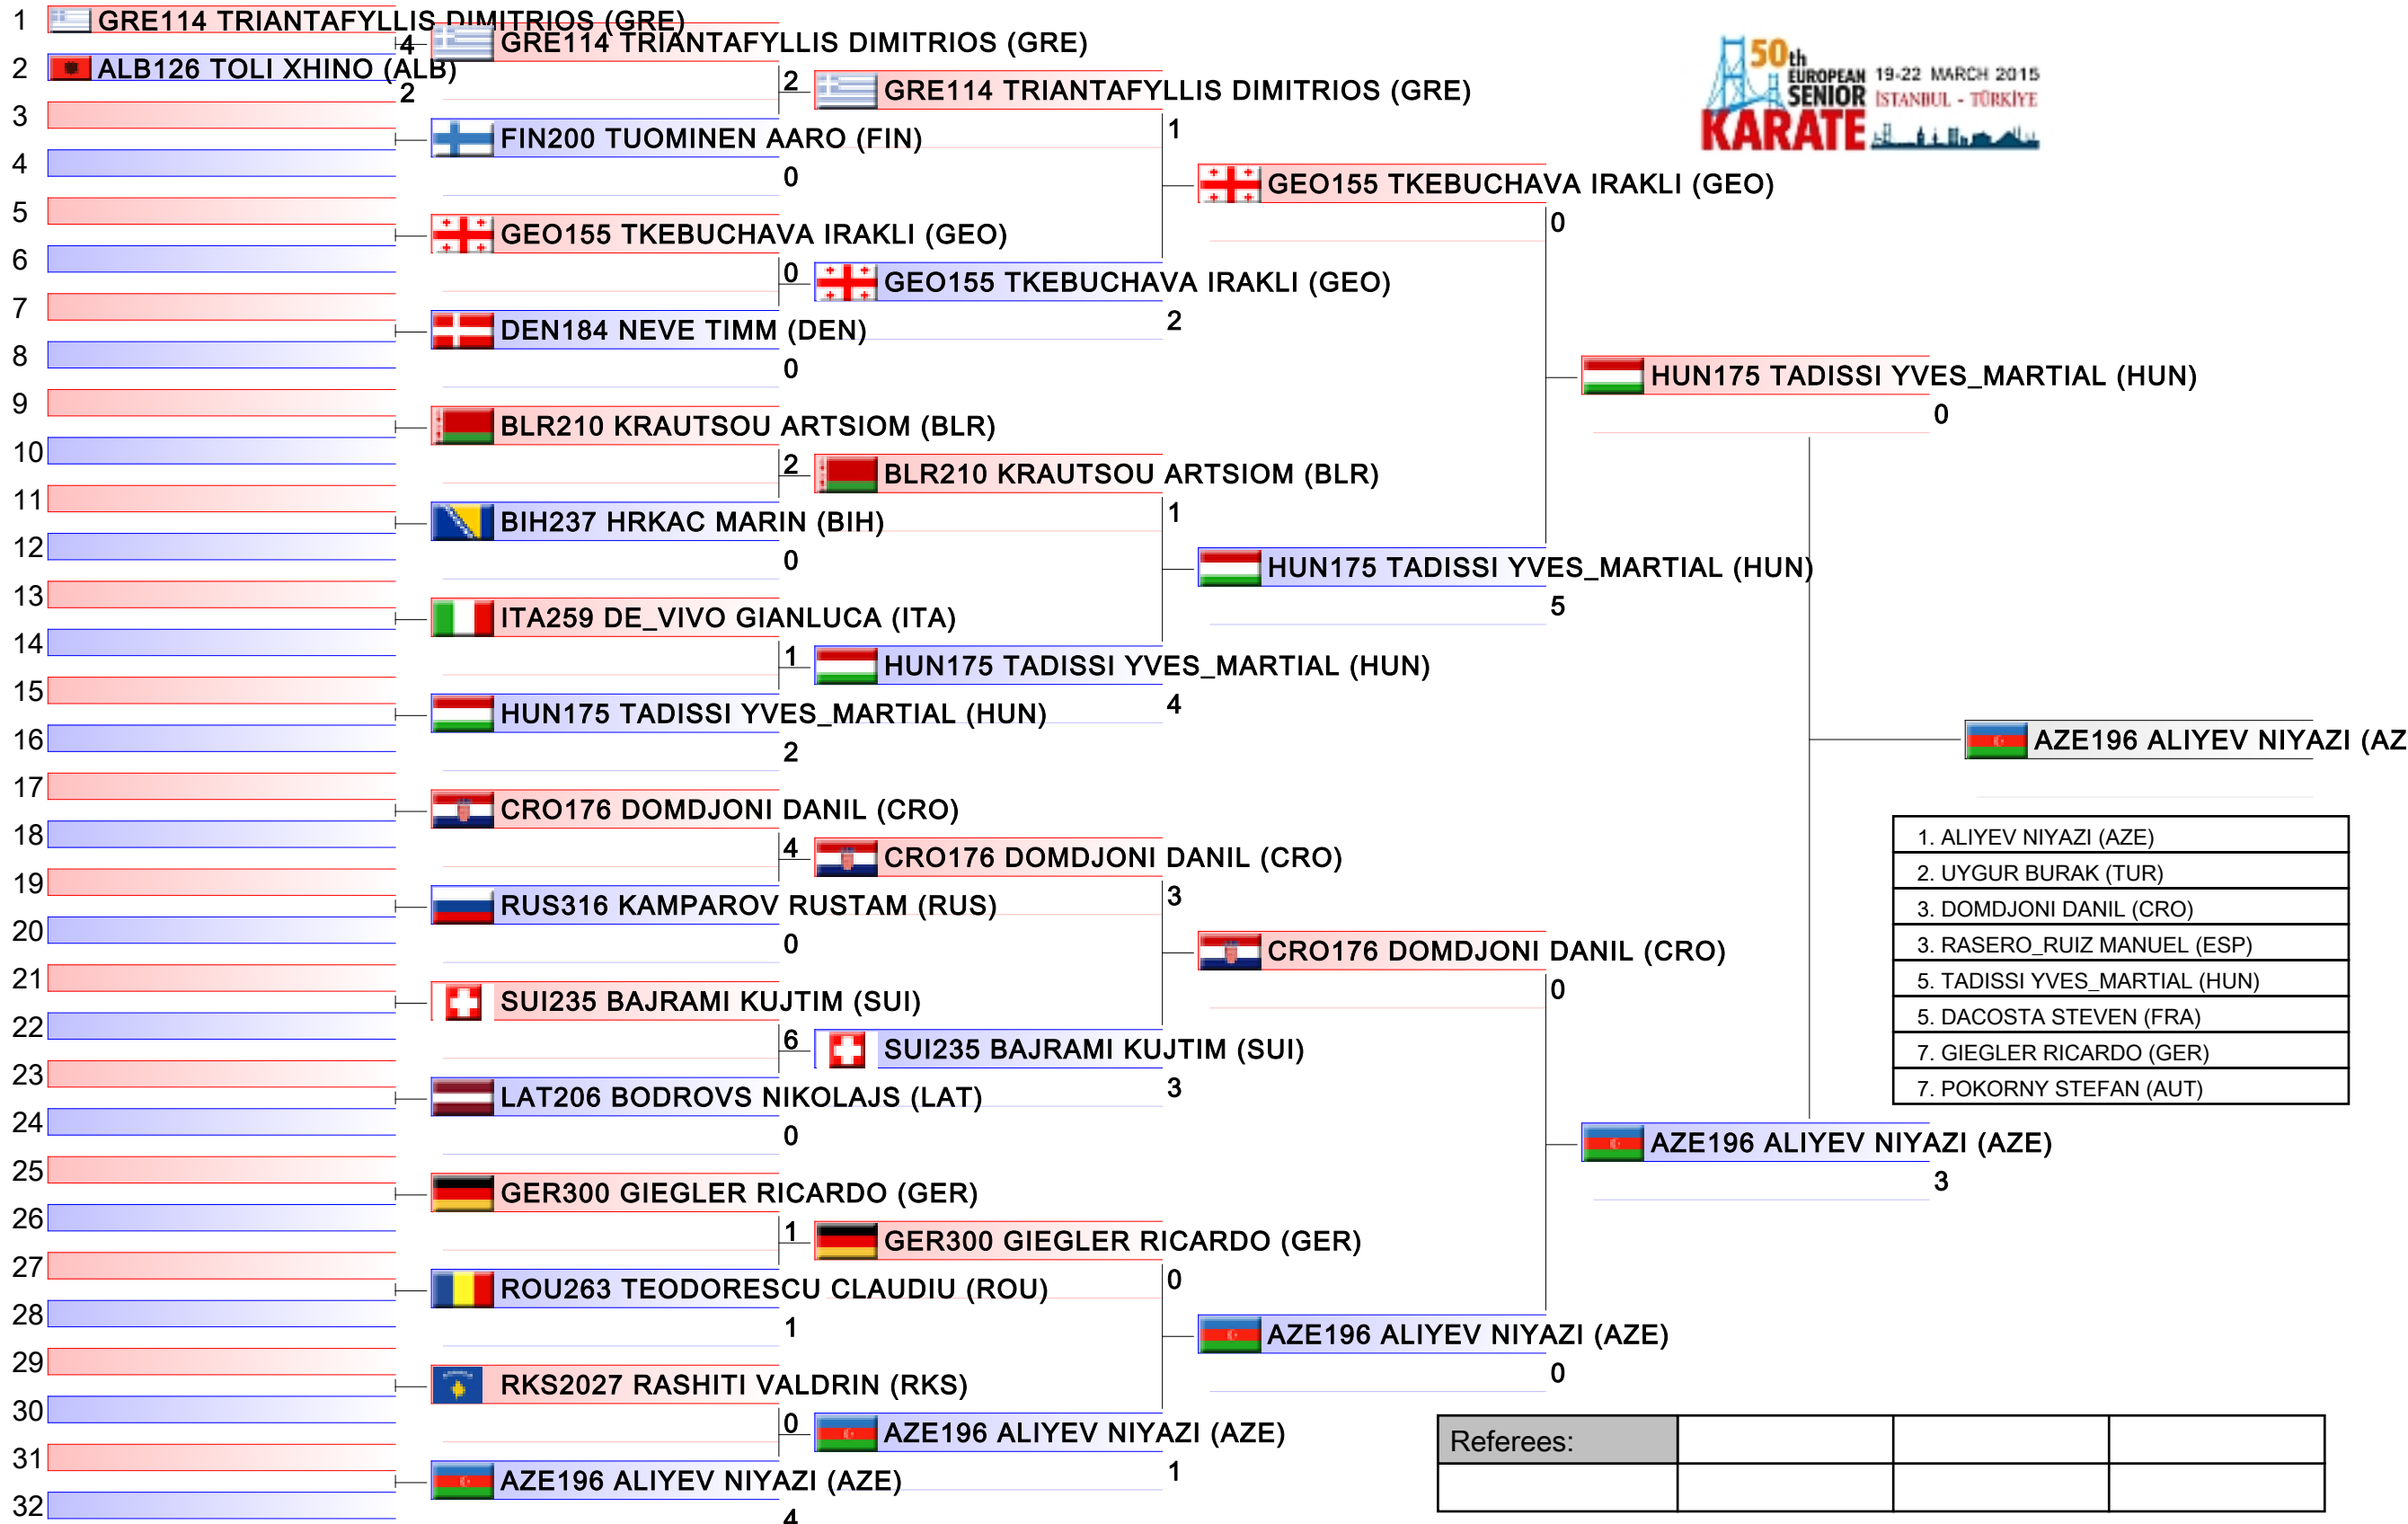 1 GRE114 TRIANTAFYLLIS DIMITRIOS (GRE)
4
GRE114 TRIANTAFYLLIS DIMITRIOS (GRE)
2 ALB126 TOLI XHINO (ALB)
2
2
GRE114 TRIANTAFYLLIS DIMITRIOS (GRE)
1
3
FIN200 TUOMINEN AARO (FIN)
0
4
5
GEO155 TKEBUCHAVA IRAKLI (GEO)
0
GEO155 TKEBUCHAVA IRAKLI (GEO)
2
6
7
DEN184 NEVE TIMM (DEN)
0
8
GEO155 TKEBUCHAVA IRAKLI (GEO)
0
9
BLR210 KRAUTSOU ARTSIOM (BLR)
2
BLR210 KRAUTSOU ARTSIOM (BLR)
1
10
11
BIH237 HRKAC MARIN (BIH)
0
12
HUN175 TADISSI YVES_MARTIAL (HUN)
5
13
ITA259 DE_VIVO GIANLUCA (ITA)
1
HUN175 TADISSI YVES_MARTIAL (HUN)
4
14
15
HUN175 TADISSI YVES_MARTIAL (HUN)
2
16
HUN175 TADISSI YVES_MARTIAL (HUN)
0
17
CRO176 DOMDJONI DANIL (CRO)
4
CRO176 DOMDJONI DANIL (CRO)
3
18
19
RUS316 KAMPAROV RUSTAM (RUS)
0
20
CRO176 DOMDJONI DANIL (CRO)
0
21
SUI235 BAJRAMI KUJTIM (SUI)
6
SUI235 BAJRAMI KUJTIM (SUI)
3
22
23
LAT206 BODROVS NIKOLAJS (LAT)
0
24
25
GER300 GIEGLER RICARDO (GER)
1
GER300 GIEGLER RICARDO (GER)
0
26
27
ROU263 TEODORESCU CLAUDIU (ROU)
1
28
AZE196 ALIYEV NIYAZI (AZE)
0
29
RKS2027 RASHITI VALDRIN (RKS)
0
AZE196 ALIYEV NIYAZI (AZE)
1
30
31
AZE196 ALIYEV NIYAZI (AZE)
4
32
AZE196 ALIYEV NIYAZI (AZE)
3
AZE196 ALIYEV NIYAZI (AZ
50th
EUROPEAN
SENIOR
KARATE
19-22 MARCH 2015
İSTANBUL - TÜRKİYE
1. ALIYEV NIYAZI (AZE)
2. UYGUR BURAK (TUR)
3. DOMDJONI DANIL (CRO)
3. RASERO_RUIZ MANUEL (ESP)
5. TADISSI YVES_MARTIAL (HUN)
5. DACOSTA STEVEN (FRA)
7. GIEGLER RICARDO (GER)
7. POKORNY STEFAN (AUT)
Referees: